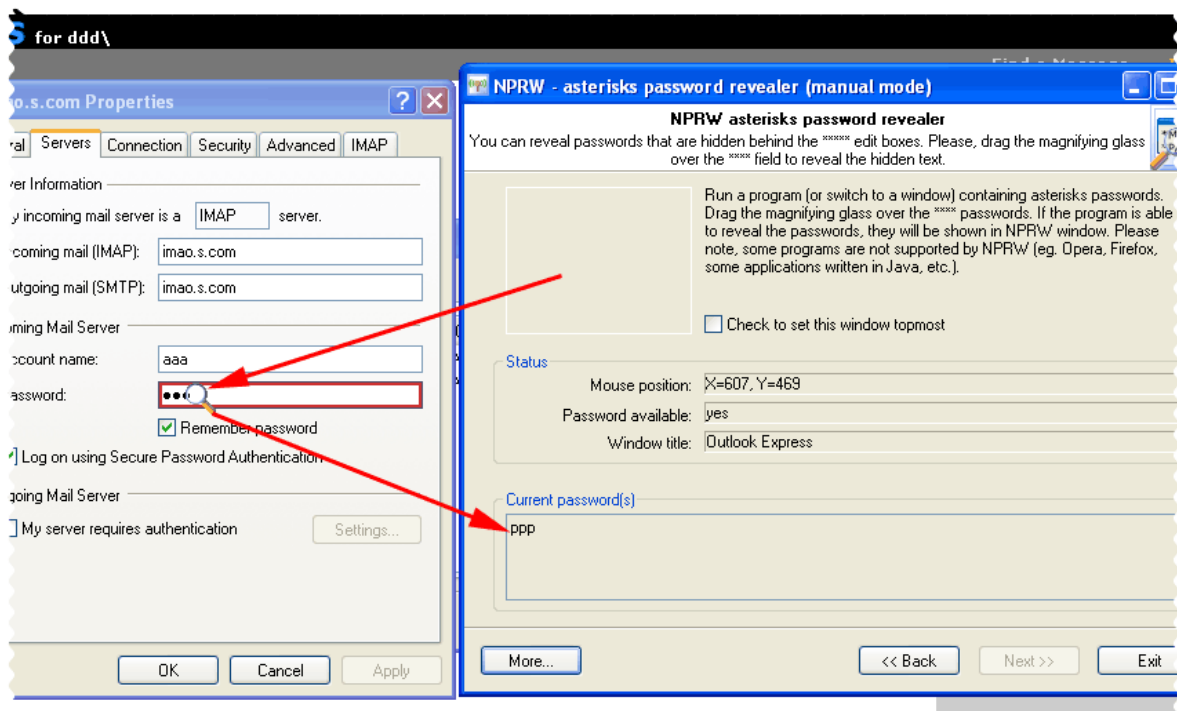 for ddd\
ao.s.com Properties
Servers
Connection
Security
Advanced
IMAP
er Information
y incoming mail server is a
IMAP
server.
coming mail (IMAP):
imao.s.com
utgoing mail (SMTP):
imao.s.com
oming Mail Server
ccount name:
aaa
assword:
●●●
Remember password
Log on using Secure Password Authentication
going Mail Server
My server requires authentication
Settings...
OK
Cancel
Apply
NPRW - asterisks password revealer (manual mode)
NPRW asterisks password revealer
You can reveal passwords that are hidden behind the ***** edit boxes. Please, drag the magnifying glass
over the **** field to reveal the hidden text.
Run a program (or switch to a window) containing asterisks passwords.
Drag the magnifying glass over the **** passwords. If the program is able
to reveal the passwords, they will be shown in NPRW window. Please
note, some programs are not supported by NPRW (eg. Opera, Firefox,
some applications written in Java, etc.).
Check to set this window topmost
Status
Mouse position:
X=607, Y=469
Password available:
yes
Window title:
Outlook Express
Current password(s)
ppp
More...
<< Back
Next >>
Exit